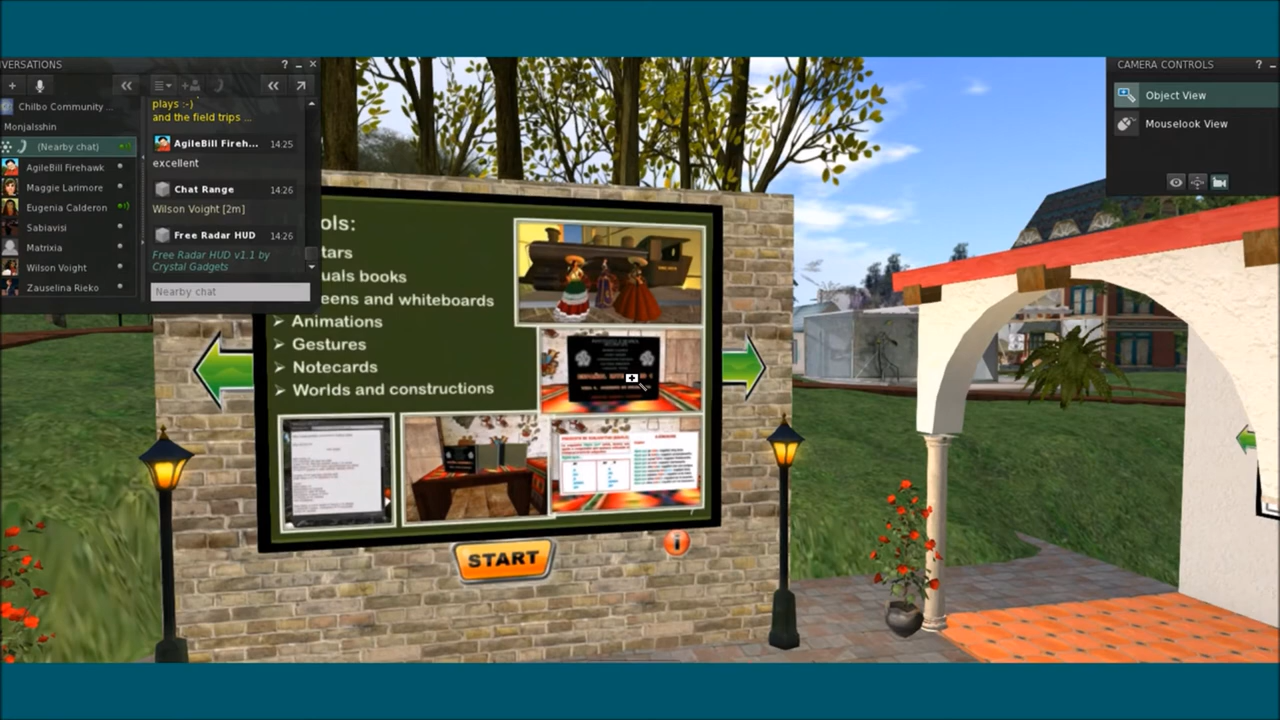 VERSATIONS
Chilbo Community ...
Monjalsshin
(Nearby chat)
AgileBill Firehawk
Maggie Larimore
Eugenia Calderon
Sabiavisi
Matrixia
Wilson Voight
Zauselina Rieko
plays :-)
and the field trips ...
AgileBill Fireh... 14:25
excellent
Chat Range 14:26
Wilson Voight [2m]
Free Radar HUD 14:26
Free Radar HUD v1.1 by
Crystal Gadgets
Nearby chat
CAMERA CONTROLS
Object View
Mouselook View
ols:
tars
uals books
eens and whiteboards
Animations
Gestures
Notecards
Worlds and constructions
START
i